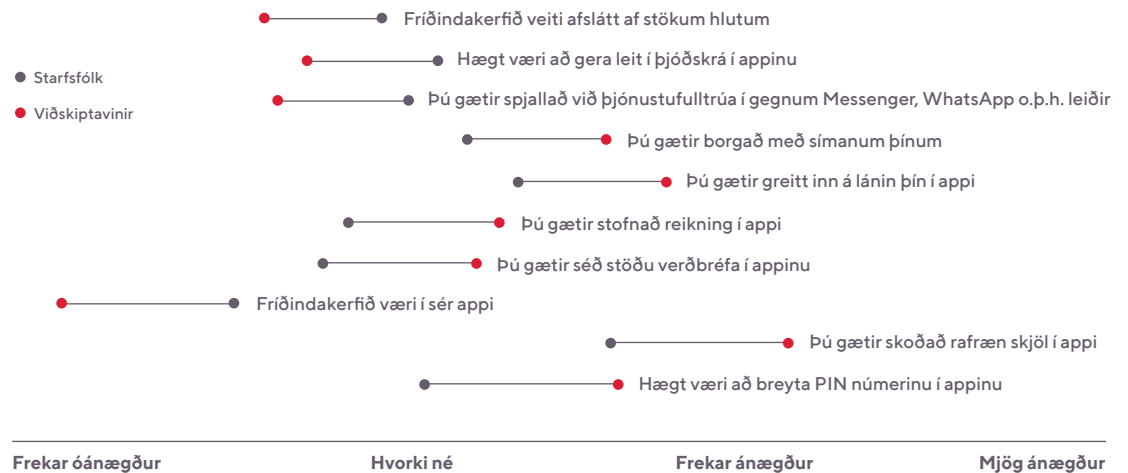 Fríðindakerfið veiti afslátt af stökum hlutum
Hægt væri að gera leit í þjóðskrá í appinu
Starfsfólk
Þú gætir spjallað við þjónustufulltrúa í gegnum Messenger, WhatsApp o.þ.h. leiðir
Viðskiptavinir
Þú gætir borgað með símanum þínum
Þú gætir greitt inn á lánin þín í appi
Þú gætir stofnað reikning í appi
Þú gætir séð stöðu verðbréfa í appinu
Fríðindakerfið væri í sér appi
Þú gætir skoðað rafræn skjöl í appi
Hægt væri að breyta PIN númerinu í appinu
Frekar óánægður Hvorki né Frekar ánægður Mjög ánægður